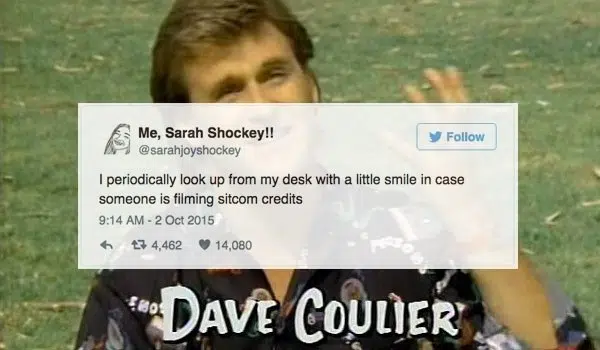 Me, Sarah Shockey!!
@sarahjoyshockey
Follow
I periodically look up from my desk with a little smile in case
someone is filming sitcom credits
9:14 AM - 2 Oct 2015
4,462 14,080
DAVE COULIER